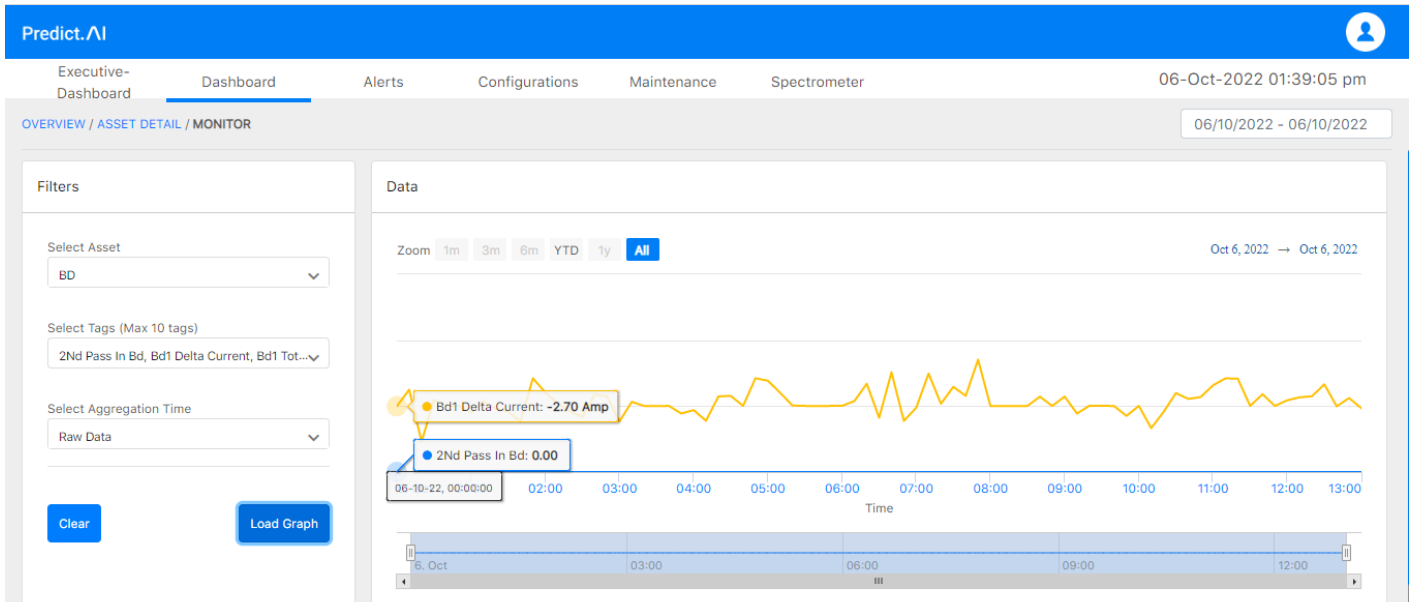 Predict.AI
Executive-Dashboard
Dashboard
Alerts
Configurations
Maintenance
Spectrometer
06-Oct-2022 01:39:05 pm
OVERVIEW / ASSET DETAIL / MONITOR
06/10/2022 - 06/10/2022
Filters
Select Asset
BD
Select Tags (Max 10 tags)
2Nd Pass In Bd, Bd1 Delta Current, Bd1 Tot...
Select Aggregation Time
Raw Data
Clear
Load Graph
Data
Zoom 1m 3m 6m YTD 1y All
Oct 6, 2022 → Oct 6, 2022
Bd1 Delta Current: -2.70 Amp
2Nd Pass In Bd: 0.00
06-10-22, 00:00:00
02:00 03:00 04:00 05:00 06:00 07:00 08:00 09:00 10:00 11:00 12:00 13:00
Time
6. Oct 03:00 06:00 09:00 12:00